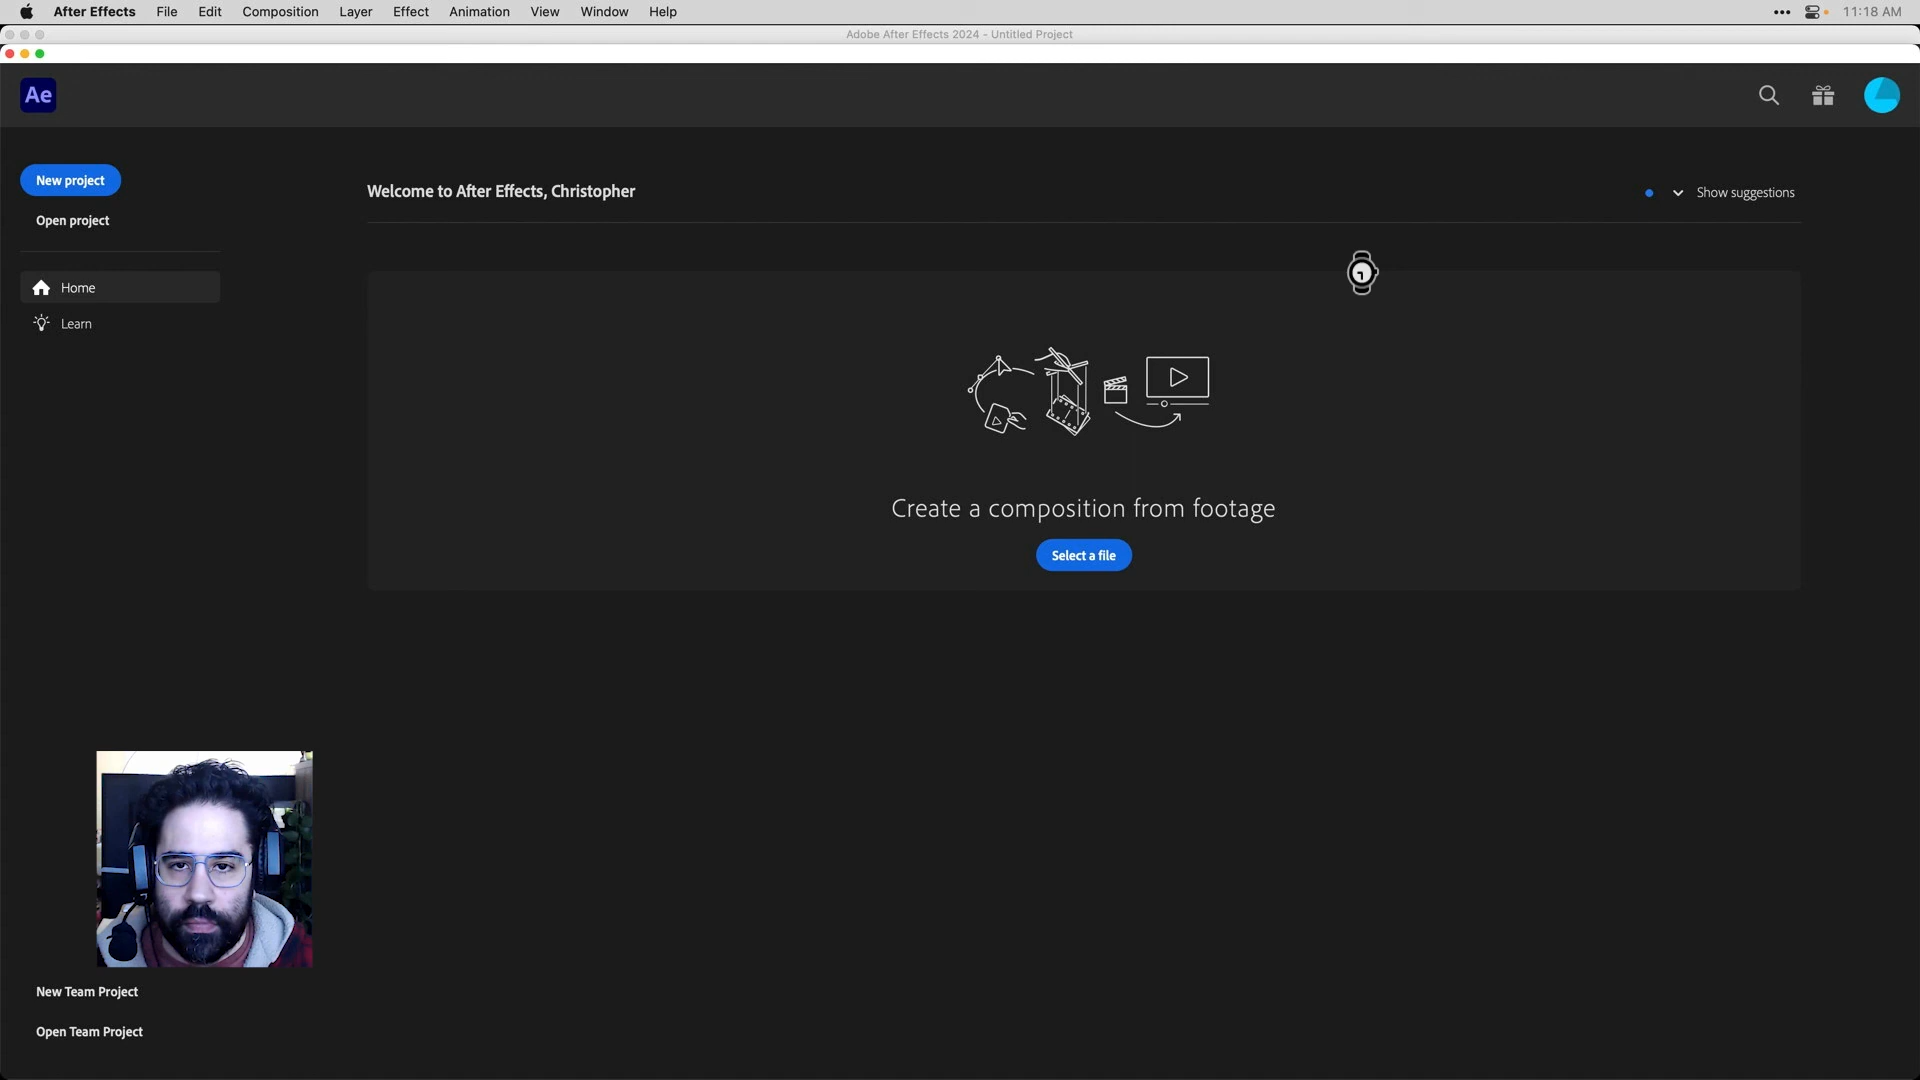 After Effects File Edit Composition Layer Effect Animation View Window Help 11:18 AM
Adobe After Effects 2024 - Untitled Project
Ae
New project
Welcome to After Effects, Christopher
Show suggestions
Open project
Home
Learn
Create a composition from footage
Select a file
New Team Project
Open Team Project